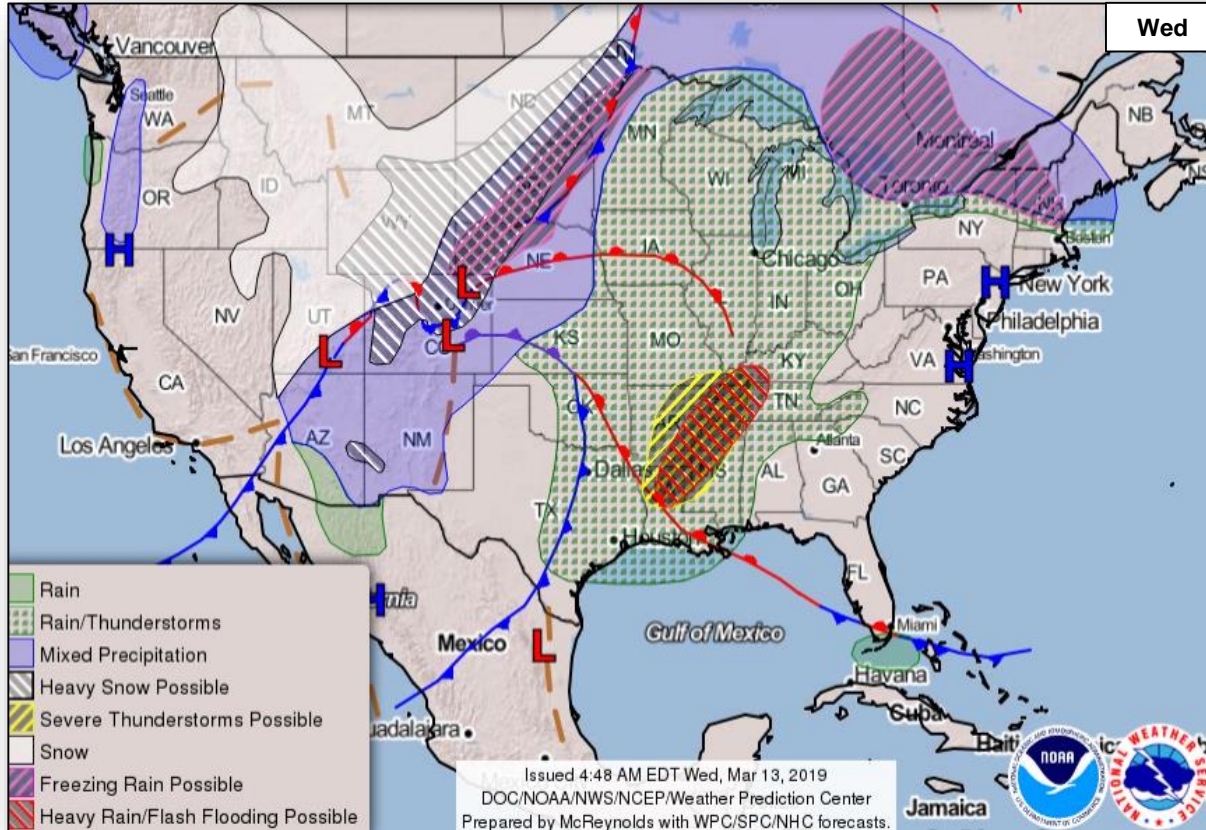 Wed
Vancouver
Seattle
WA
MT
MN
NB
Montréal
OR
ID
WI
MI
Toronto
WY
NY
Boston
H
IA
NE
Chicago
PA
H
New York
L
IN
OH
Philadelphia
NV
UT
L
San Francisco
L
CO
KS
MO
KY
VA
H
Washington
CA
OK
TN
NC
Los Angeles
AZ
NM
AR
Atlanta
SC
Dallas
MS
AL
GA
TX
Houston
FL
H
Mexico
L
Gulf of Mexico
Miami
Havana
Cuba
Guadalajara
Jamaica
Rain
Rain/Thunderstorms
Mixed Precipitation
Heavy Snow Possible
Severe Thunderstorms Possible
Snow
Freezing Rain Possible
Heavy Rain/Flash Flooding Possible
Issued 4:48 AM EDT Wed, Mar 13, 2019
DOC/NOAA/NWS/NCEP/Weather Prediction Center
Prepared by McReynolds with WPC/SPC/NHC forecasts.
NOAA
NATIONAL WEATHER SERVICE